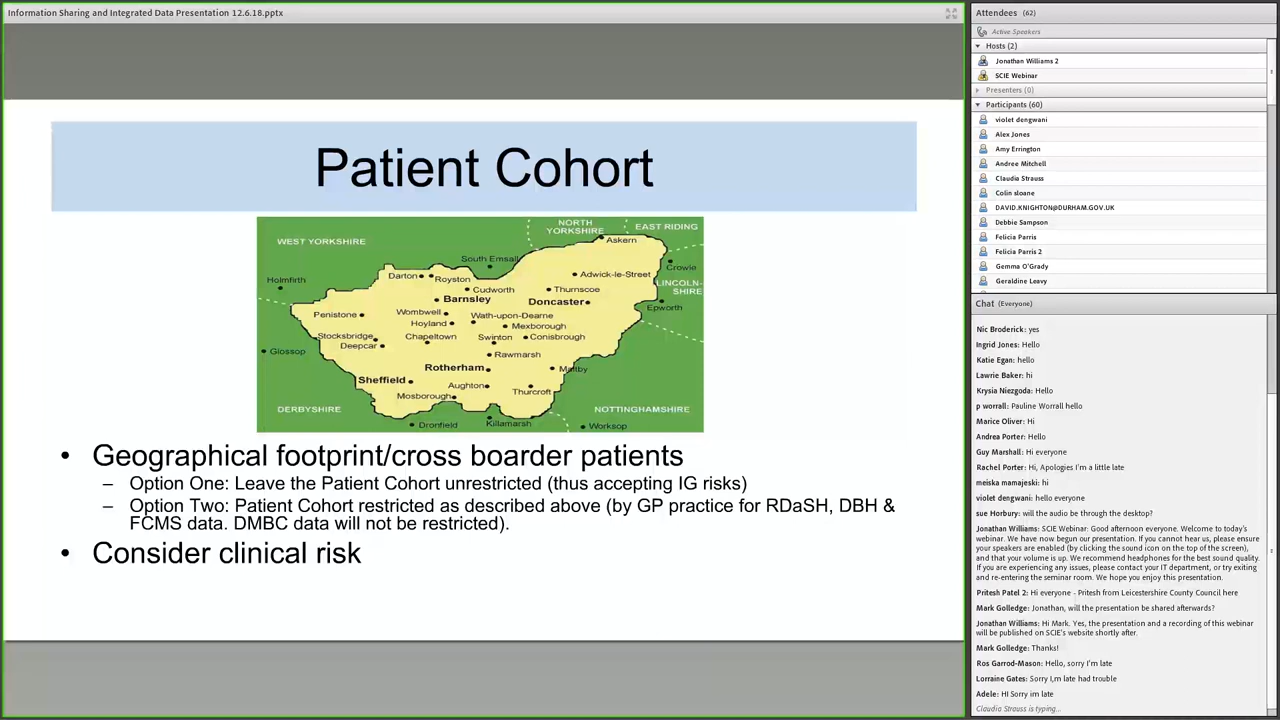 Information Sharing and Integrated Data Presentation 12.6.18.pptx
Patient Cohort
NORTH
YORKSHIRE
EAST RIDING
WEST YORKSHIRE
Askern
South Emsall
Crowle
Darton
Royston
Adwick-le-Street
Holmfirth
Cudworth
Thurnscoe
LINCOLN-
SHIRE
Barnsley
Doncaster
Epworth
Penistone
Wombwell
Wath-upon-Dearne
Hoyland
Mexborough
Stocksbridge
Chapeltown
Swinton
Conisbrough
Deepcar
Glossop
Rawmarsh
Rotherham
Maltby
Sheffield
Aughton
Thurcroft
Mosborough
DERBYSHIRE
NOTTINGHAMSHIRE
Dronfield
Killamarsh
Worksop
• Geographical footprint/cross boarder patients
– Option One: Leave the Patient Cohort unrestricted (thus accepting IG risks)
– Option Two: Patient Cohort restricted as described above (by GP practice for RDaSH, DBH &
FCMS data. DMBC data will not be restricted).
• Consider clinical risk
Attendees (62)
Active Speakers
Hosts (2)
Jonathan Williams 2
SCIE Webinar
Presenters (0)
Participants (60)
violet dengwani
Alex Jones
Amy Errington
Andree Mitchell
Claudia Strauss
Colin sloane
DAVID.KNIGHTON@DURHAM.GOV.UK
Debbie Sampson
Felicia Parris
Felicia Parris 2
Gemma O'Grady
Geraldine Leavy
Chat (Everyone)
Nic Broderick: yes
Ingrid Jones: Hello
Katie Egan: hello
Lawrie Baker: hi
Krysia Niezgoda: Hello
p worrall: Pauline Worrall hello
Marice Oliver: Hi
Andrea Porter: Hello
Guy Marshall: Hi everyone
Rachel Porter: Hi, Apologies I'm a little late
meiska mamajeski: hi
violet dengwani: hello everyone
sue Horbury: will the audio be through the desktop?
Jonathan Williams: SCIE Webinar: Good afternoon everyone. Welcome to today's
webinar. We have now begun our presentation. If you cannot hear us, please ensure
your speakers are enabled (by clicking the sound icon on the top of the screen),
and that your volume is up. We recommend headphones for the best sound quality.
If you are experiencing any issues, please contact your IT department, or try exiting
and re-entering the seminar room. We hope you enjoy this presentation.
Pritesh Patel 2: Hi everyone - Pritesh from Leicestershire County Council here
Mark Golledge: Jonathan, will the presentation be shared afterwards?
Jonathan Williams: Hi Mark. Yes, the presentation and a recording of this webinar
will be published on SCIE's website shortly after.
Mark Golledge: Thanks!
Ros Garrod-Mason: Hello, sorry I'm late
Lorraine Gates: Sorry I,m late had trouble
Adele: HI Sorry im late
Claudia Strauss is typing...